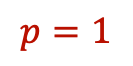 p = 1